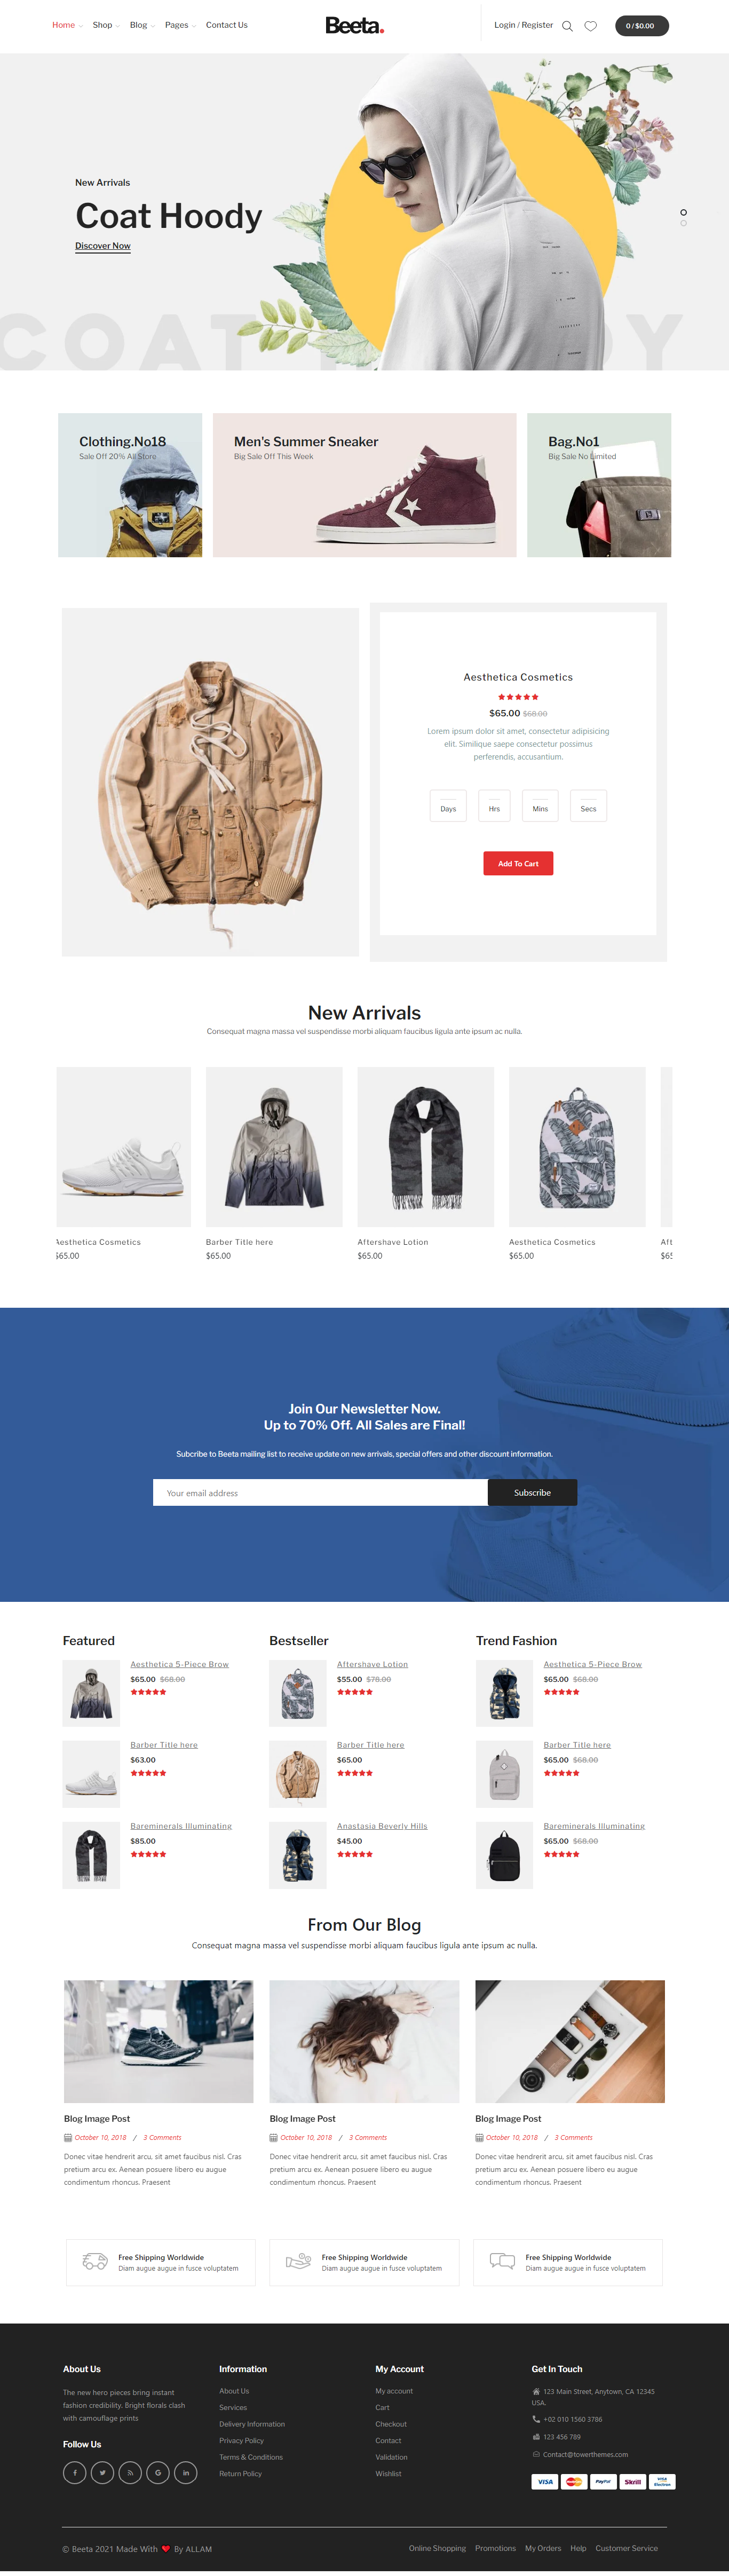 Home Shop Blog Pages Contact Us
Beeta.
Login / Register
0 / $0.00
New Arrivals
Coat Hoody
Discover Now
COAT
DY
Clothing.No18
Sale Off 20% All Store
Men's Summer Sneaker
Big Sale Off This Week
Bag.No1
Big Sale No Limited
Aesthetica Cosmetics
$65.00 $68.00
Lorem ipsum dolor sit amet, consectetur adipisicing
elit. Similique saepe consectetur possimus
perferendis, accusantium.
Days Hrs Mins Secs
Add To Cart
New Arrivals
Consequat magna massa vel suspendisse morbi aliquam faucibus ligula ante ipsum ac nulla.
Aesthetica Cosmetics
$65.00
Barber Title here
$65.00
Aftershave Lotion
$65.00
Aesthetica Cosmetics
$65.00
Aft
$65
Join Our Newsletter Now.
Up to 70% Off. All Sales are Final!
Subcribe to Beeta mailing list to receive update on new arrivals, special offers and other discount information.
Your email address
Subscribe
Featured
Aesthetica 5-Piece Brow
$65.00 $68.00
Barber Title here
$63.00
Bareminerals Illuminating
$85.00
Bestseller
Aftershave Lotion
$55.00 $78.00
Barber Title here
$65.00
Anastasia Beverly Hills
$45.00
Trend Fashion
Aesthetica 5-Piece Brow
$65.00 $68.00
Barber Title here
$65.00 $68.00
Bareminerals Illuminating
$65.00 $68.00
From Our Blog
Consequat magna massa vel suspendisse morbi aliquam faucibus ligula ante ipsum ac nulla.
Blog Image Post
October 10, 2018 / 3 Comments
Donec vitae hendrerit arcu, sit amet faucibus nisl. Cras
pretium arcu ex. Aenean posuere libero eu augue
condimentum rhoncus. Praesent
Blog Image Post
October 10, 2018 / 3 Comments
Donec vitae hendrerit arcu, sit amet faucibus nisl. Cras
pretium arcu ex. Aenean posuere libero eu augue
condimentum rhoncus. Praesent
Blog Image Post
October 10, 2018 / 3 Comments
Donec vitae hendrerit arcu, sit amet faucibus nisl. Cras
pretium arcu ex. Aenean posuere libero eu augue
condimentum rhoncus. Praesent
Free Shipping Worldwide
Diam augue augue in fusce voluptatem
Free Shipping Worldwide
Diam augue augue in fusce voluptatem
Free Shipping Worldwide
Diam augue augue in fusce voluptatem
About Us
The new hero pieces bring instant
fashion credibility. Bright florals clash
with camouflage prints
Follow Us
Information
About Us
Services
Delivery Information
Privacy Policy
Terms & Conditions
Return Policy
My Account
My account
Cart
Checkout
Contact
Validation
Wishlist
Get In Touch
123 Main Street, Anytown, CA 12345
USA.
+02 010 1560 3786
123 456 789
Contact@towerthemes.com
VISA PayPal Skrill VISA Electron
© Beeta 2021 Made With ❤ By ALLAM
Online Shopping Promotions My Orders Help Customer Service